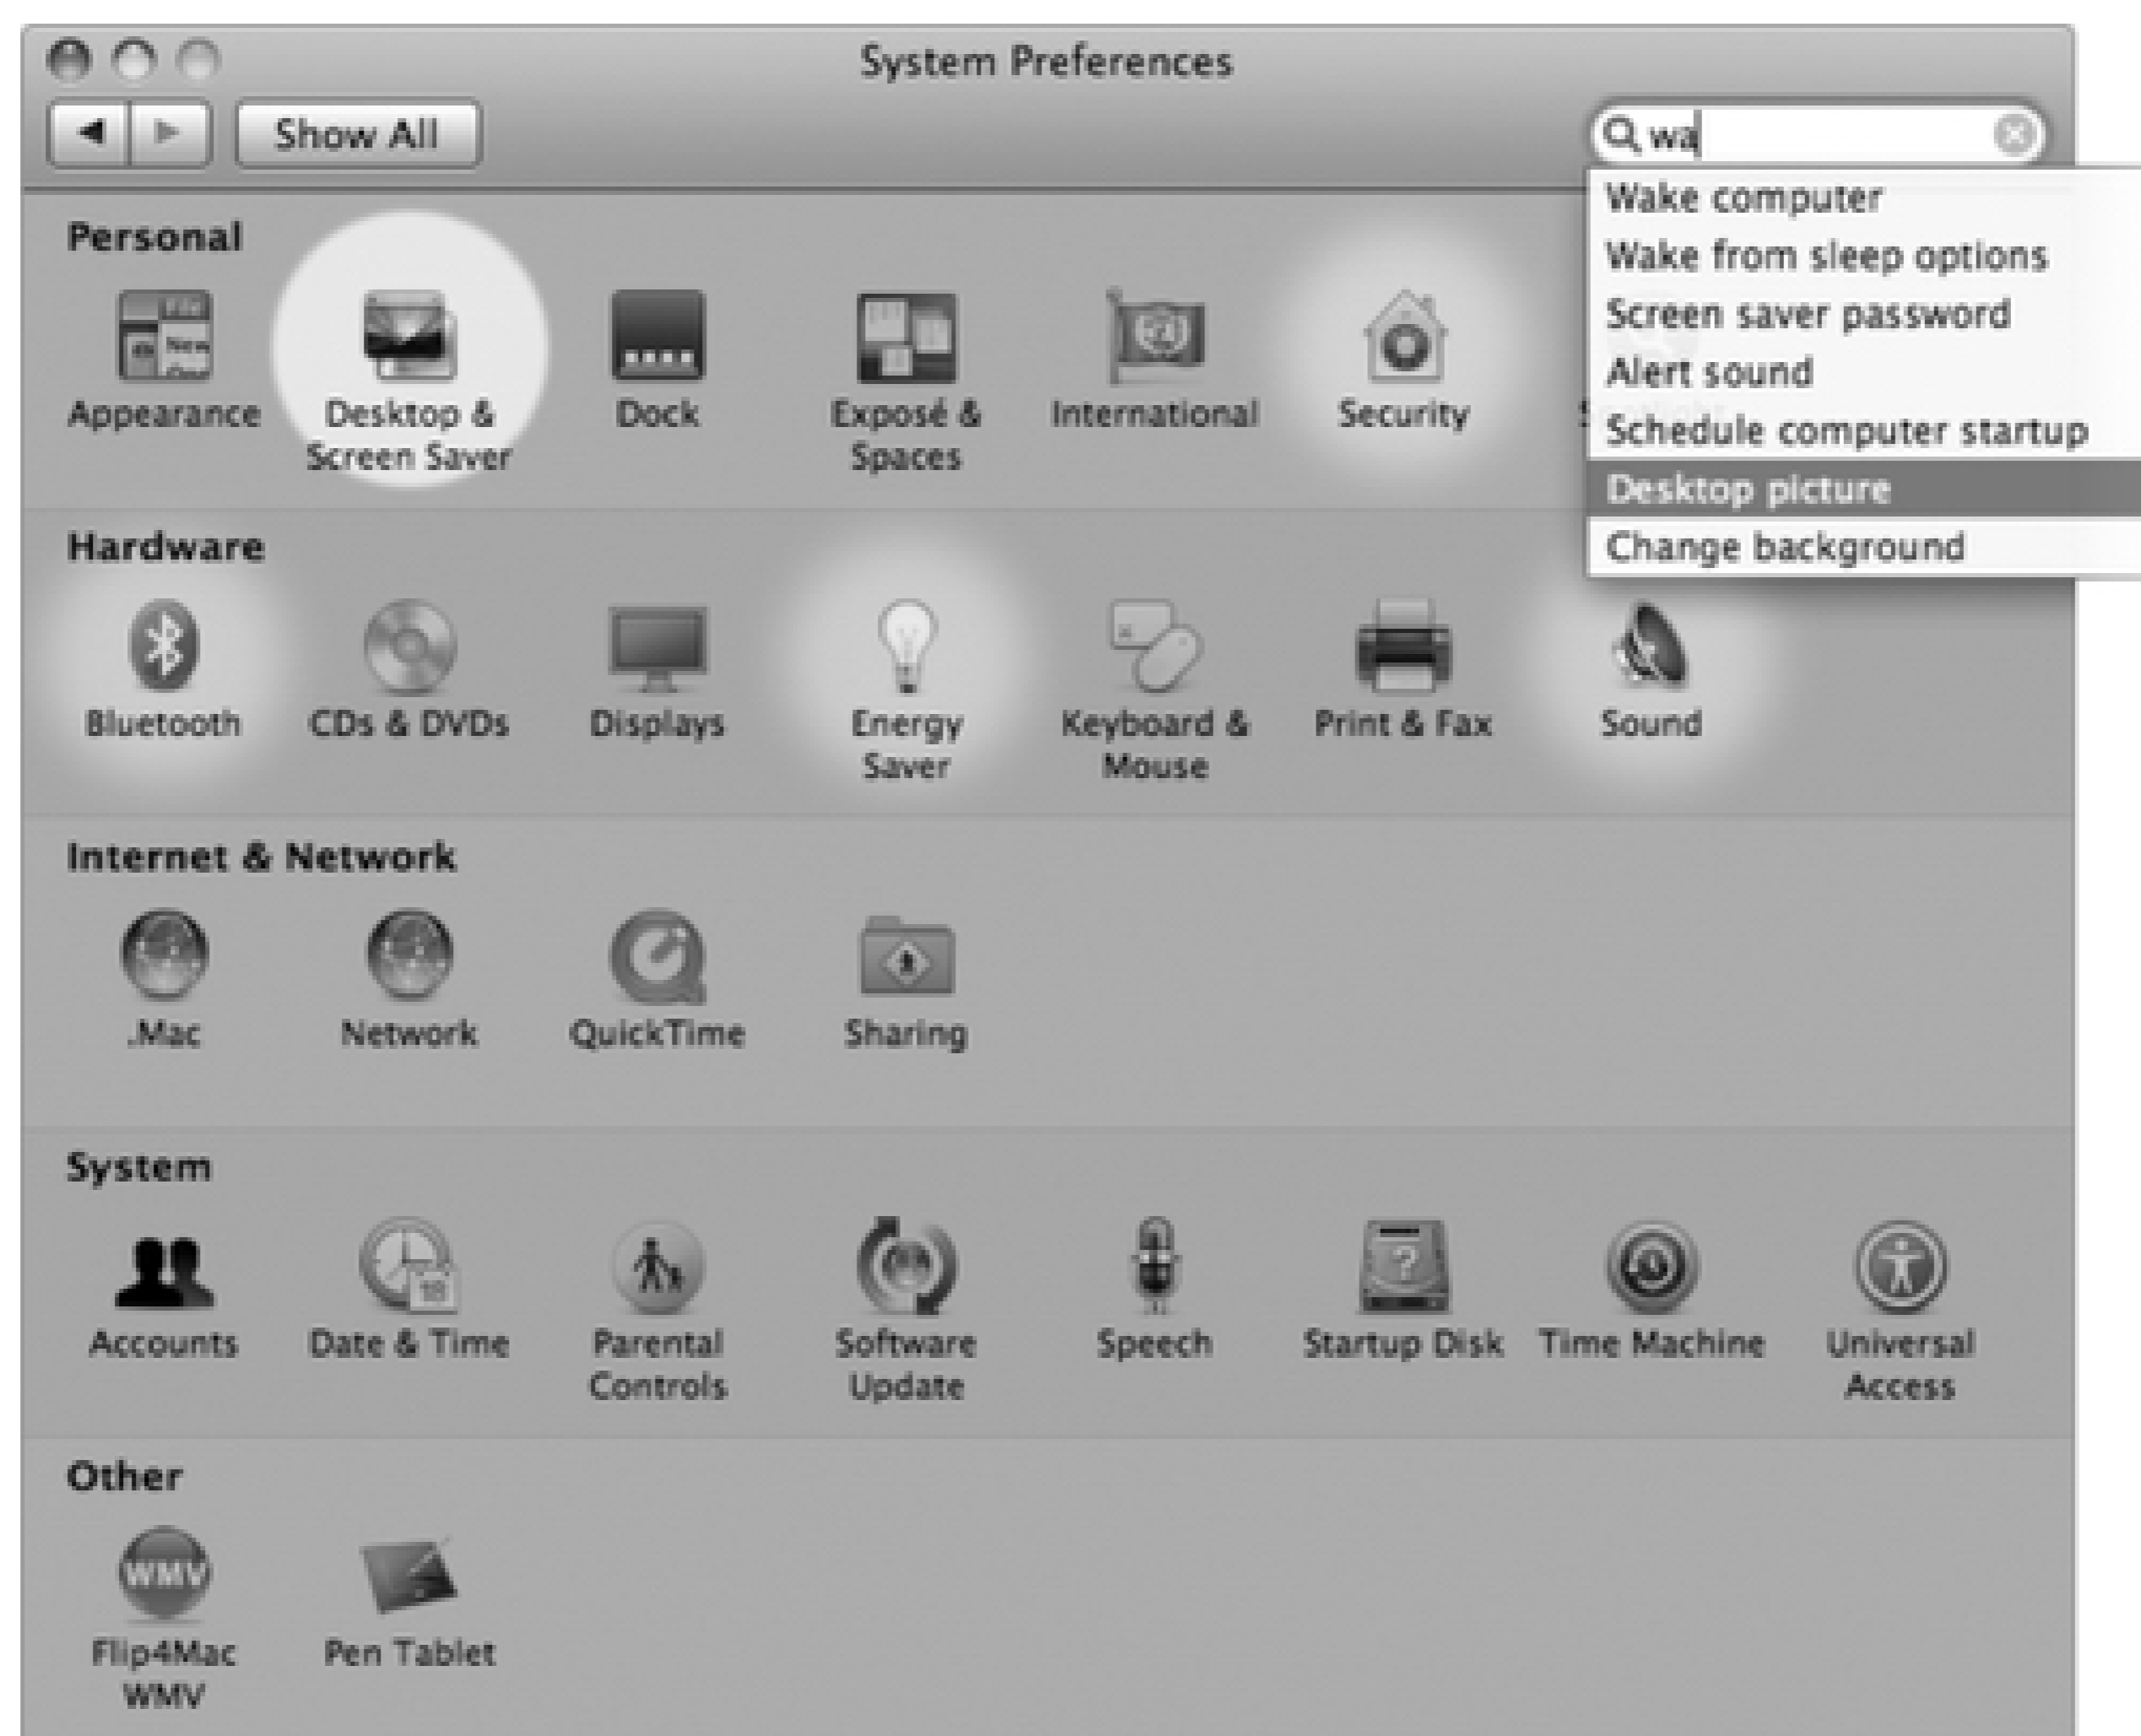 System Preferences
Show All
wa
Wake computer
Wake from sleep options
Screen saver password
Alert sound
Schedule computer startup
Desktop picture
Change background
Personal
Appearance
Desktop &
Screen Saver
Dock
Exposé &
Spaces
International
Security
Hardware
Bluetooth
CDs & DVDs
Displays
Energy
Saver
Keyboard &
Mouse
Print & Fax
Sound
Internet & Network
.Mac
Network
QuickTime
Sharing
System
Accounts
Date & Time
Parental
Controls
Software
Update
Speech
Startup Disk
Time Machine
Universal
Access
Other
WMV
Flip4Mac
WMV
Pen Tablet